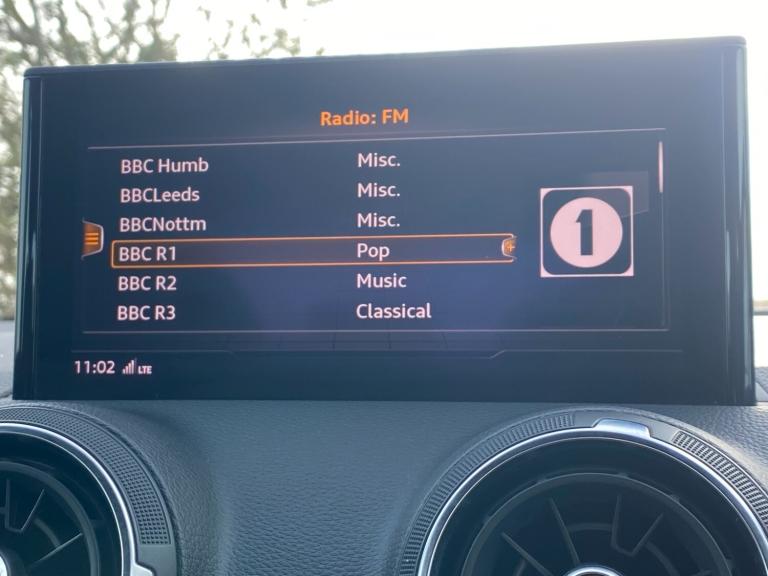 Radio: FM
BBC Humb Misc.
BBCLeeds Misc.
BBCNottm Misc.
BBC R1 Pop
BBC R2 Music
BBC R3 Classical
1
11:02 LTE